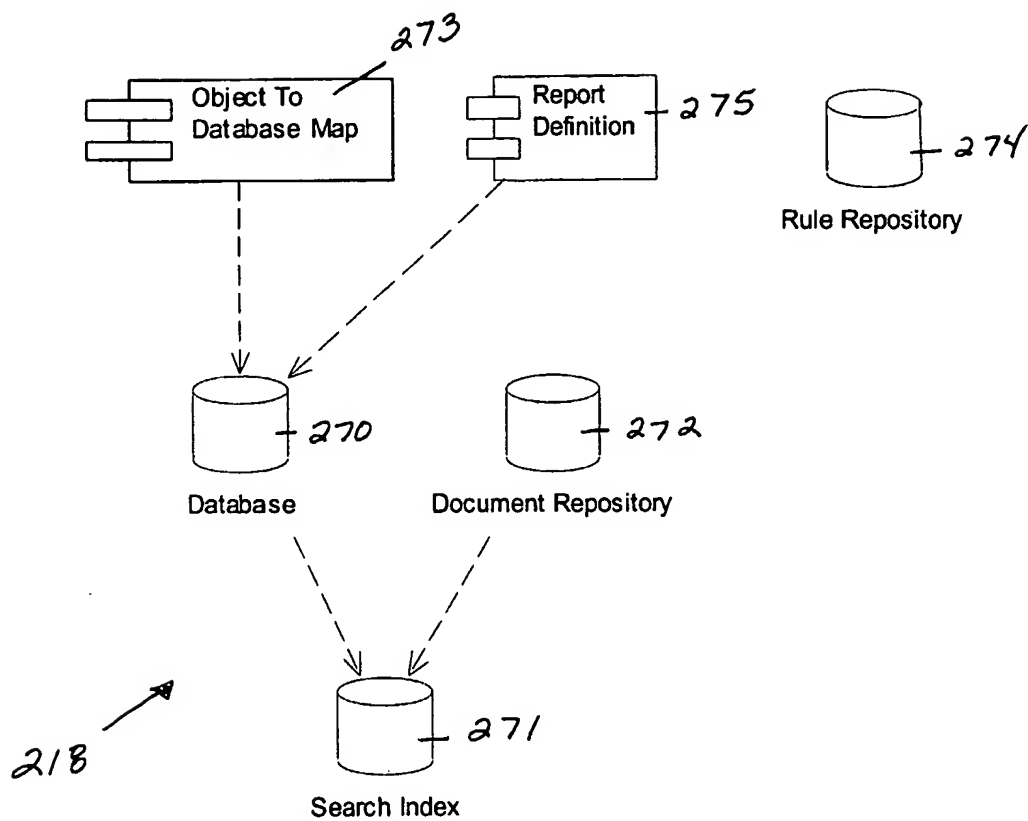 273
Object To
Database Map
Report
Definition
275
274
Rule Repository
270
272
Database
Document Repository
218
271
Search Index